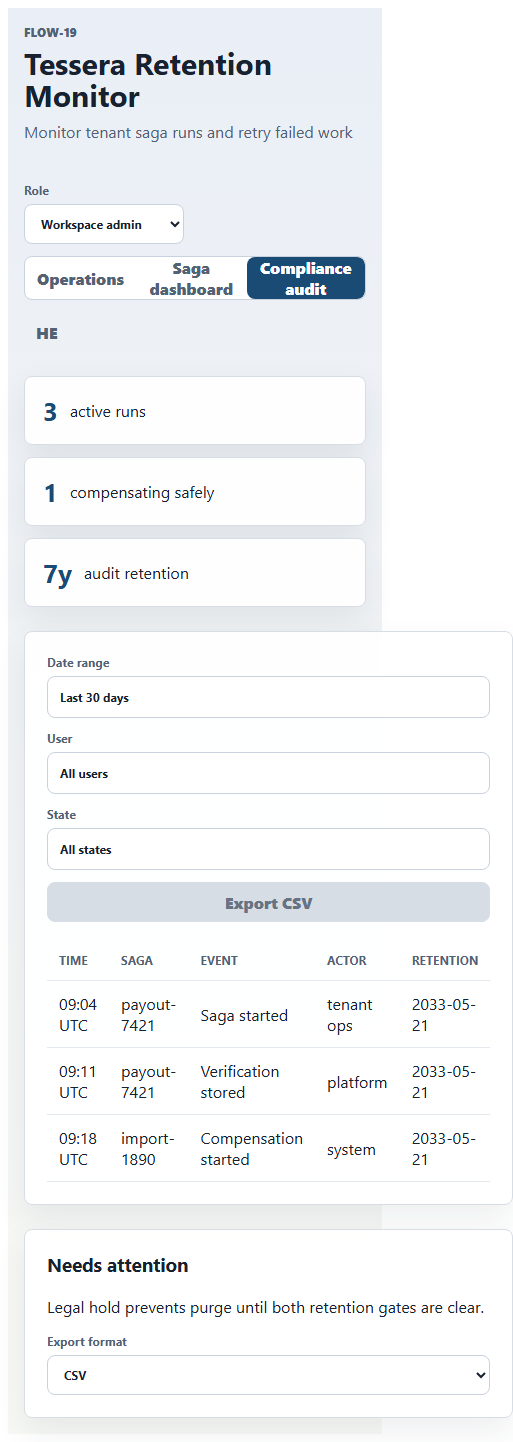 FLOW-19
Tessera Retention
Monitor
Monitor tenant saga runs and retry failed work
Role
Workspace admin
Operations
Saga
dashboard
Compliance
audit
HE
3 active runs
1 compensating safely
7y audit retention
Date range
Last 30 days
User
All users
State
All states
Export CSV
TIME SAGA EVENT ACTOR RETENTION
09:04 UTC payout-7421 Saga started tenant ops 2033-05-21
09:11 UTC payout-7421 Verification stored platform 2033-05-21
09:18 UTC import-1890 Compensation started system 2033-05-21
Needs attention
Legal hold prevents purge until both retention gates are clear.
Export format
CSV